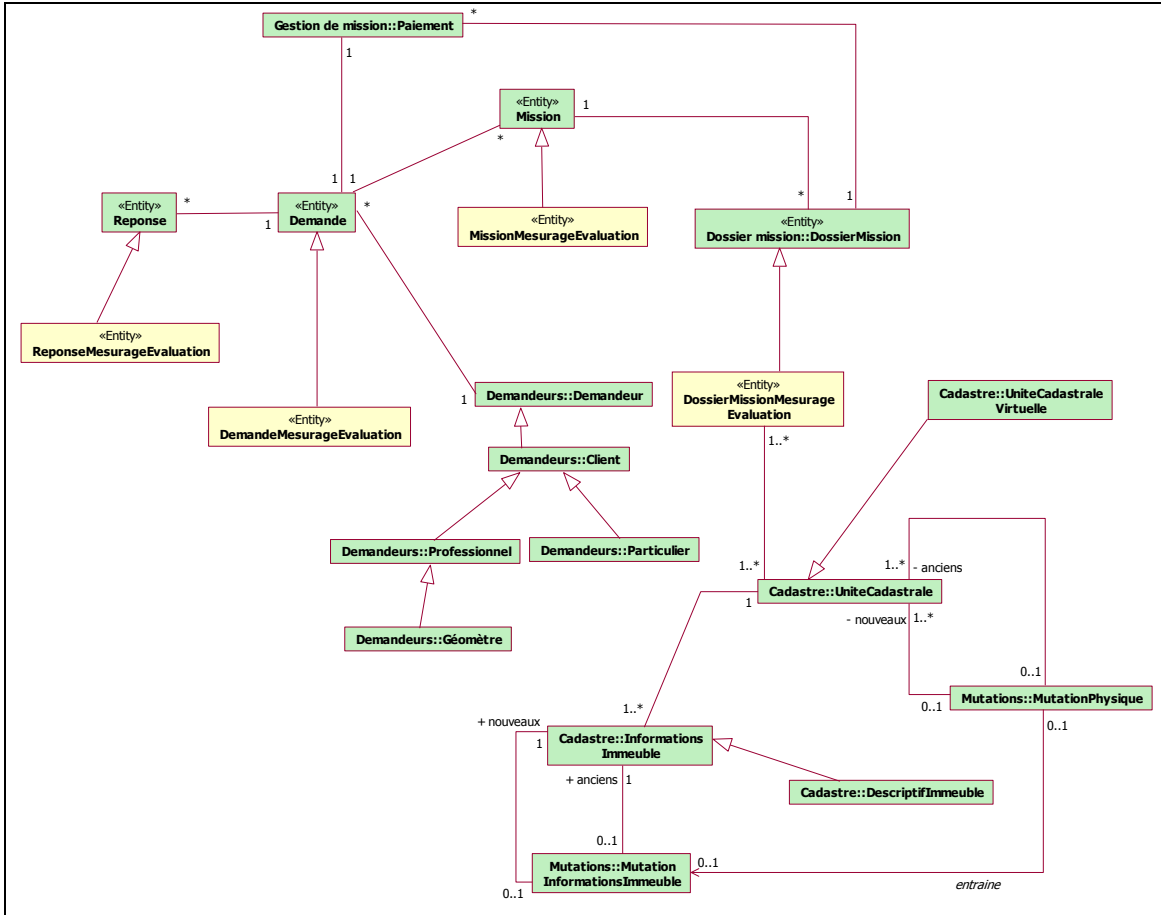 Gestion de mission::Paiement
*
1
«Entity»
Mission
1
*
*
1
1
1
«Entity»
Reponse
*
1
«Entity»
Demande
*
«Entity»
MissionMesurageEvaluation
«Entity»
Dossier mission::DossierMission
«Entity»
ReponseMesurageEvaluation
«Entity»
DemandeMesurageEvaluation
1
Demandeurs::Demandeur
«Entity»
DossierMissionMesurage
Evaluation
1..*
Cadastre::UniteCadastrale
Virtuelle
Demandeurs::Client
Demandeurs::Professionnel
Demandeurs::Particulier
Demandeurs::Géomètre
1..*
1..*
- anciens
Cadastre::UniteCadastrale
1
- nouveaux
1..*
0..1
0..1
Mutations::MutationPhysique
0..1
1..*
+ nouveaux
1
Cadastre::Informations
Immeuble
+ anciens
1
Cadastre::DescriptifImmeuble
0..1
0..1
Mutations::Mutation
InformationsImmeuble
0..1
entraine